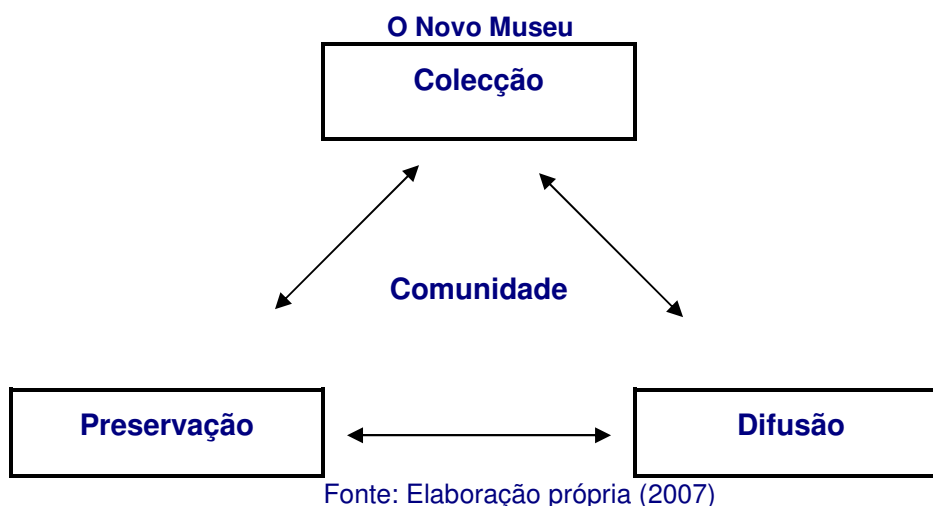 O Novo Museu
Colecção
Comunidade
Preservação
Difusão
Fonte: Elaboração própria (2007)